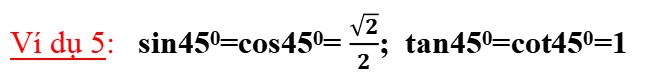 Ví dụ 5: sin45⁰=cos45⁰= √2/2; tan45⁰=cot45⁰=1